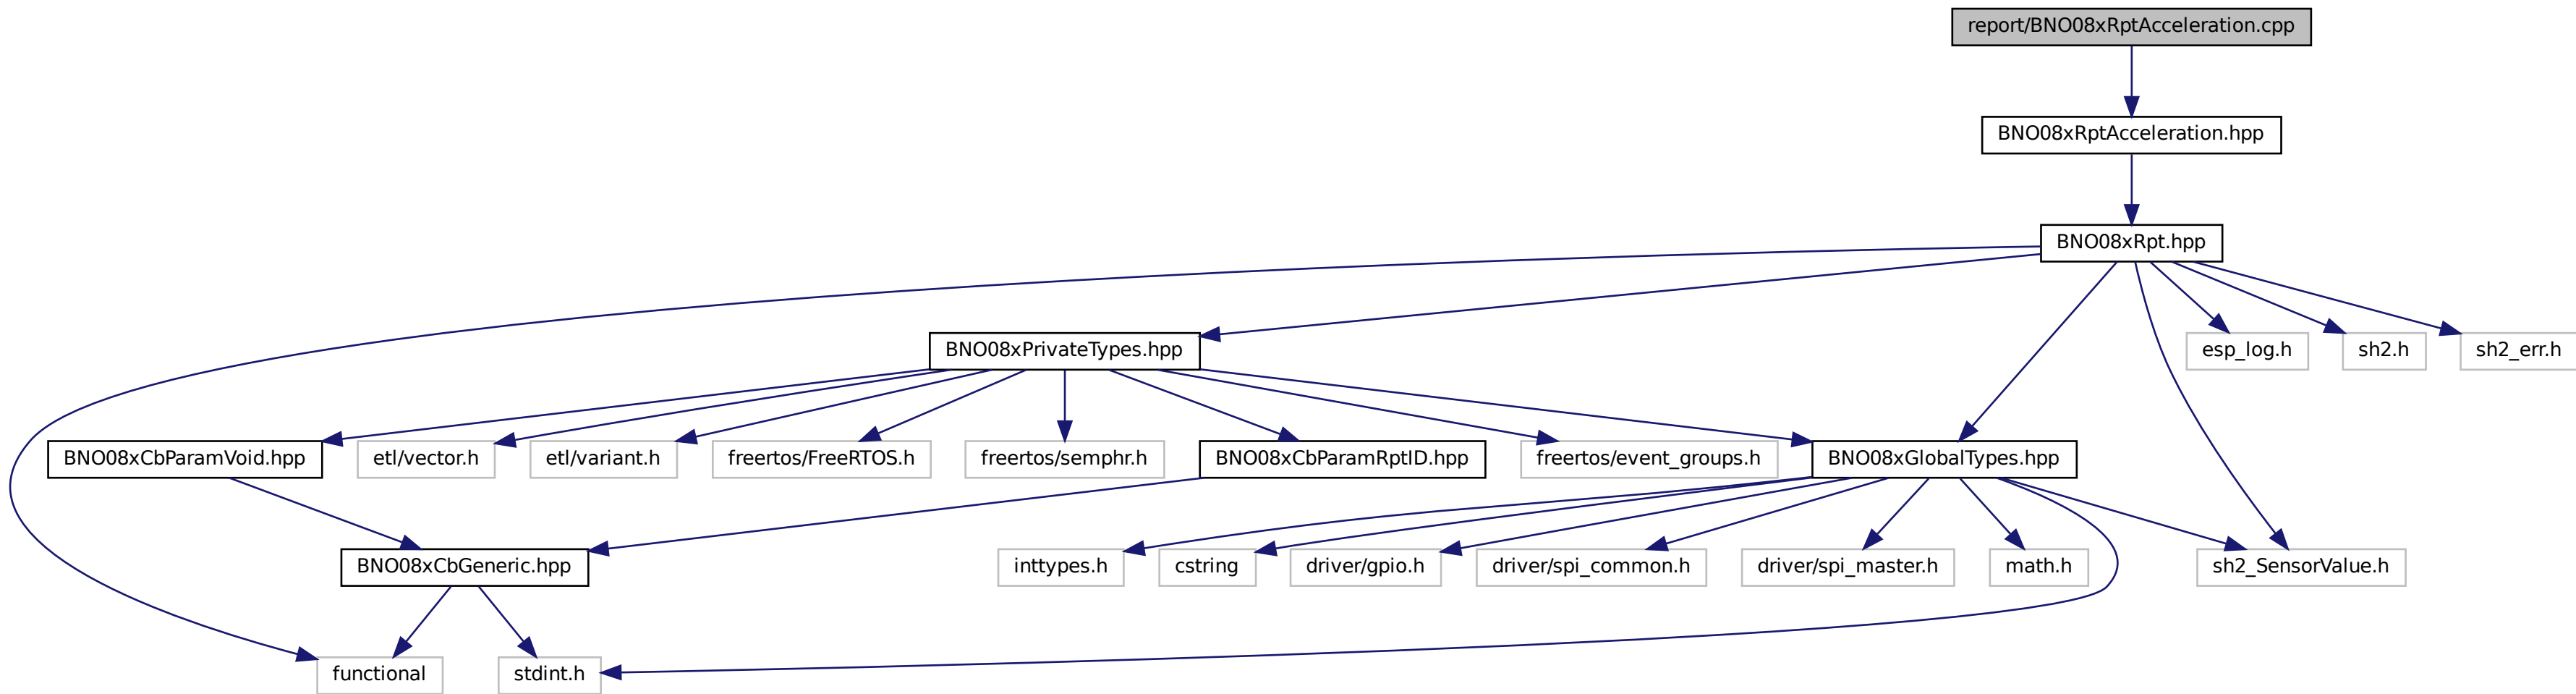 report/BNO08xRptAcceleration.cpp
BNO08xRptAcceleration.hpp
BNO08xRpt.hpp
BNO08xPrivateTypes.hpp
esp_log.h
sh2.h
sh2_err.h
BNO08xCbParamVoid.hpp
etl/vector.h
etl/variant.h
freertos/FreeRTOS.h
freertos/semphr.h
BNO08xCbParamRptID.hpp
freertos/event_groups.h
BNO08xGlobalTypes.hpp
BNO08xCbGeneric.hpp
inttypes.h
cstring
driver/gpio.h
driver/spi_common.h
driver/spi_master.h
math.h
sh2_SensorValue.h
functional
stdint.h